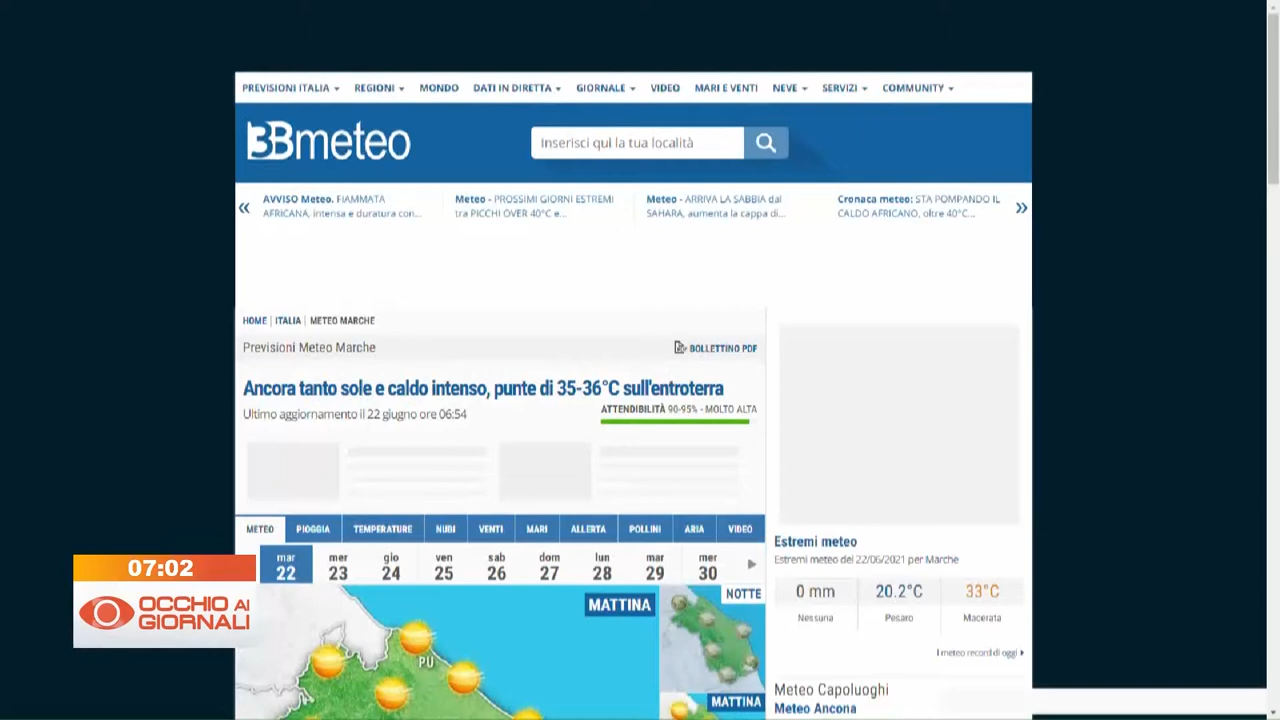 PREVISIONI ITALIA REGIONI MONDO DATI IN DIRETTA GIORNALE VIDEO MARI E VENTI NEVE SERVIZI COMMUNITY
3Bmeteo
Inserisci qui la tua località
« AVVISO Meteo. FIAMMATA
AFRICANA, intensa e duratura con...
Meteo - PROSSIMI GIORNI ESTREMI
tra PICCHI OVER 40°C e...
Meteo - ARRIVA LA SABBIA dal
SAHARA, aumenta la cappa di...
Cronaca meteo: STA POMPANDO IL
CALDO AFRICANO, oltre 40°C... »
HOME | ITALIA | METEO MARCHE
Previsioni Meteo Marche
BOLLETTINO PDF
Ancora tanto sole e caldo intenso, punte di 35-36°C sull'entroterra
Ultimo aggiornamento il 22 giugno ore 06:54
ATTENDIBILITÀ 90-95% - MOLTO ALTA
METEO PIOGGIA TEMPERATURE NUBI VENTI MARI ALLERTA POLLINI ARIA VIDEO
mar mer gio ven sab dom lun mar mer
22 23 24 25 26 27 28 29 30
MATTINA
NOTTE
PU
MATTINA
Estremi meteo
Estremi meteo del 22/06/2021 per Marche
0 mm 20.2°C 33°C
Nessuna Pesaro Macerata
I meteo record di oggi
Meteo Capoluoghi
Meteo Ancona
07:02
OCCHIO AI
GIORNALI